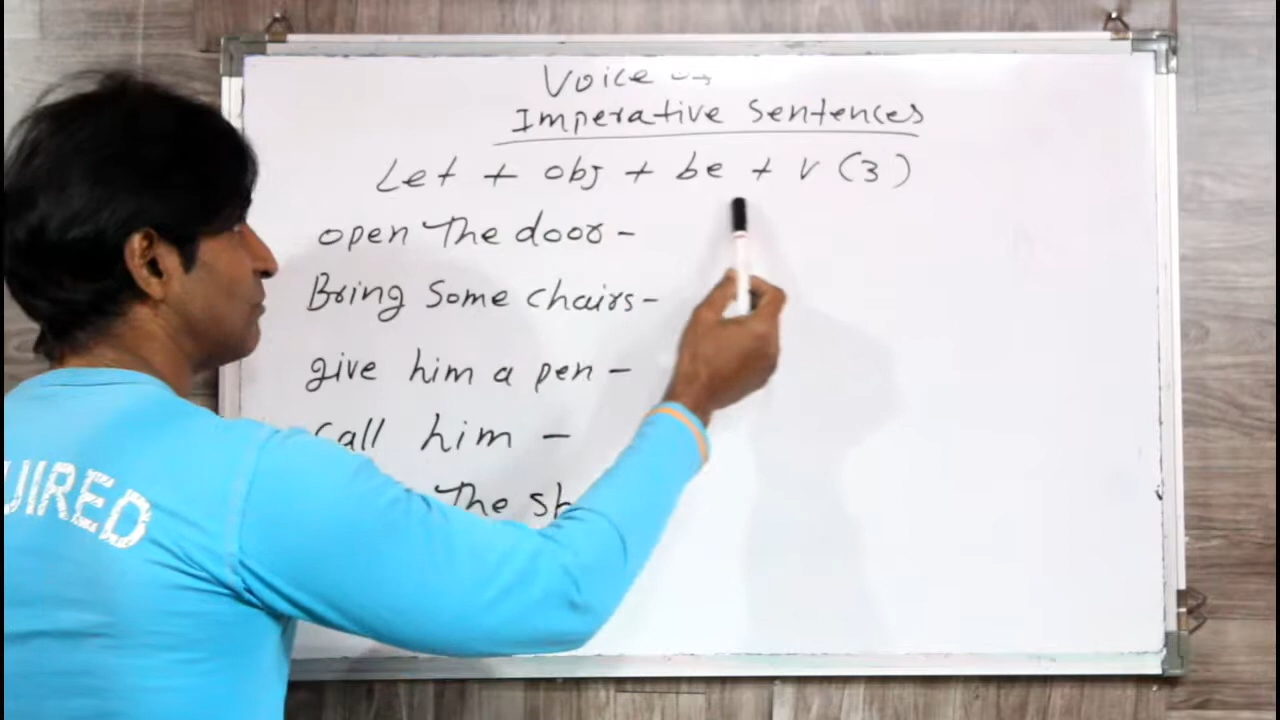 Voice
Imperative Sentences
Let + obj + be + v (3)
open The door -
Bring Some chairs -
give him a pen -
call him -
The
UIRED